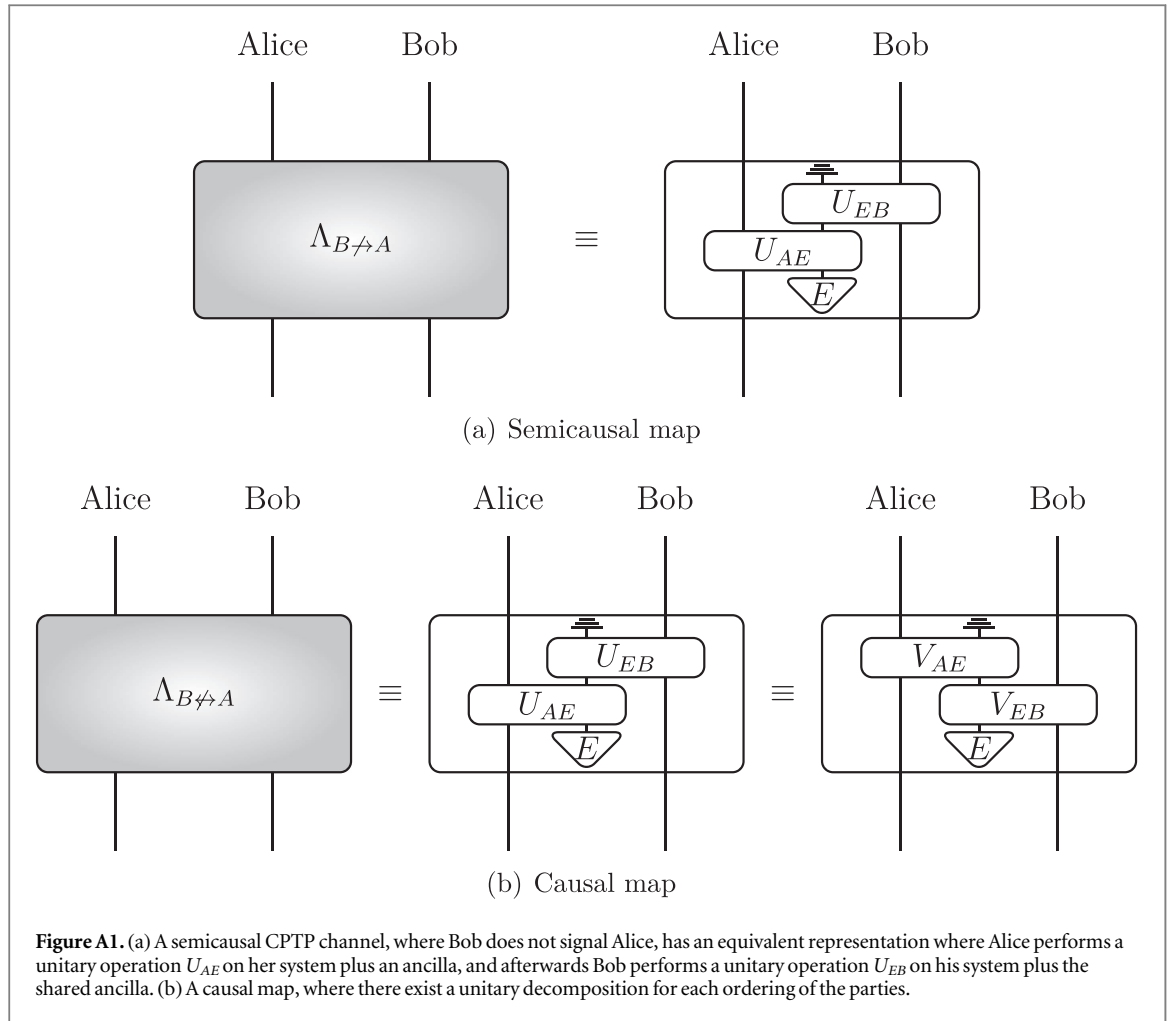 Alice Bob Alice Bob
U_{EB}
Λ_{B↛A} ≡ U_{AE}
E
(a) Semicausal map
Alice Bob Alice Bob Alice Bob
U_{EB} V_{AE}
Λ_{B↮A} ≡ U_{AE} ≡ V_{EB}
E E
(b) Causal map
Figure A1. (a) A semicausal CPTP channel, where Bob does not signal Alice, has an equivalent representation where Alice performs a
unitary operation U_{AE} on her system plus an ancilla, and afterwards Bob performs a unitary operation U_{EB} on his system plus the
shared ancilla. (b) A causal map, where there exist a unitary decomposition for each ordering of the parties.